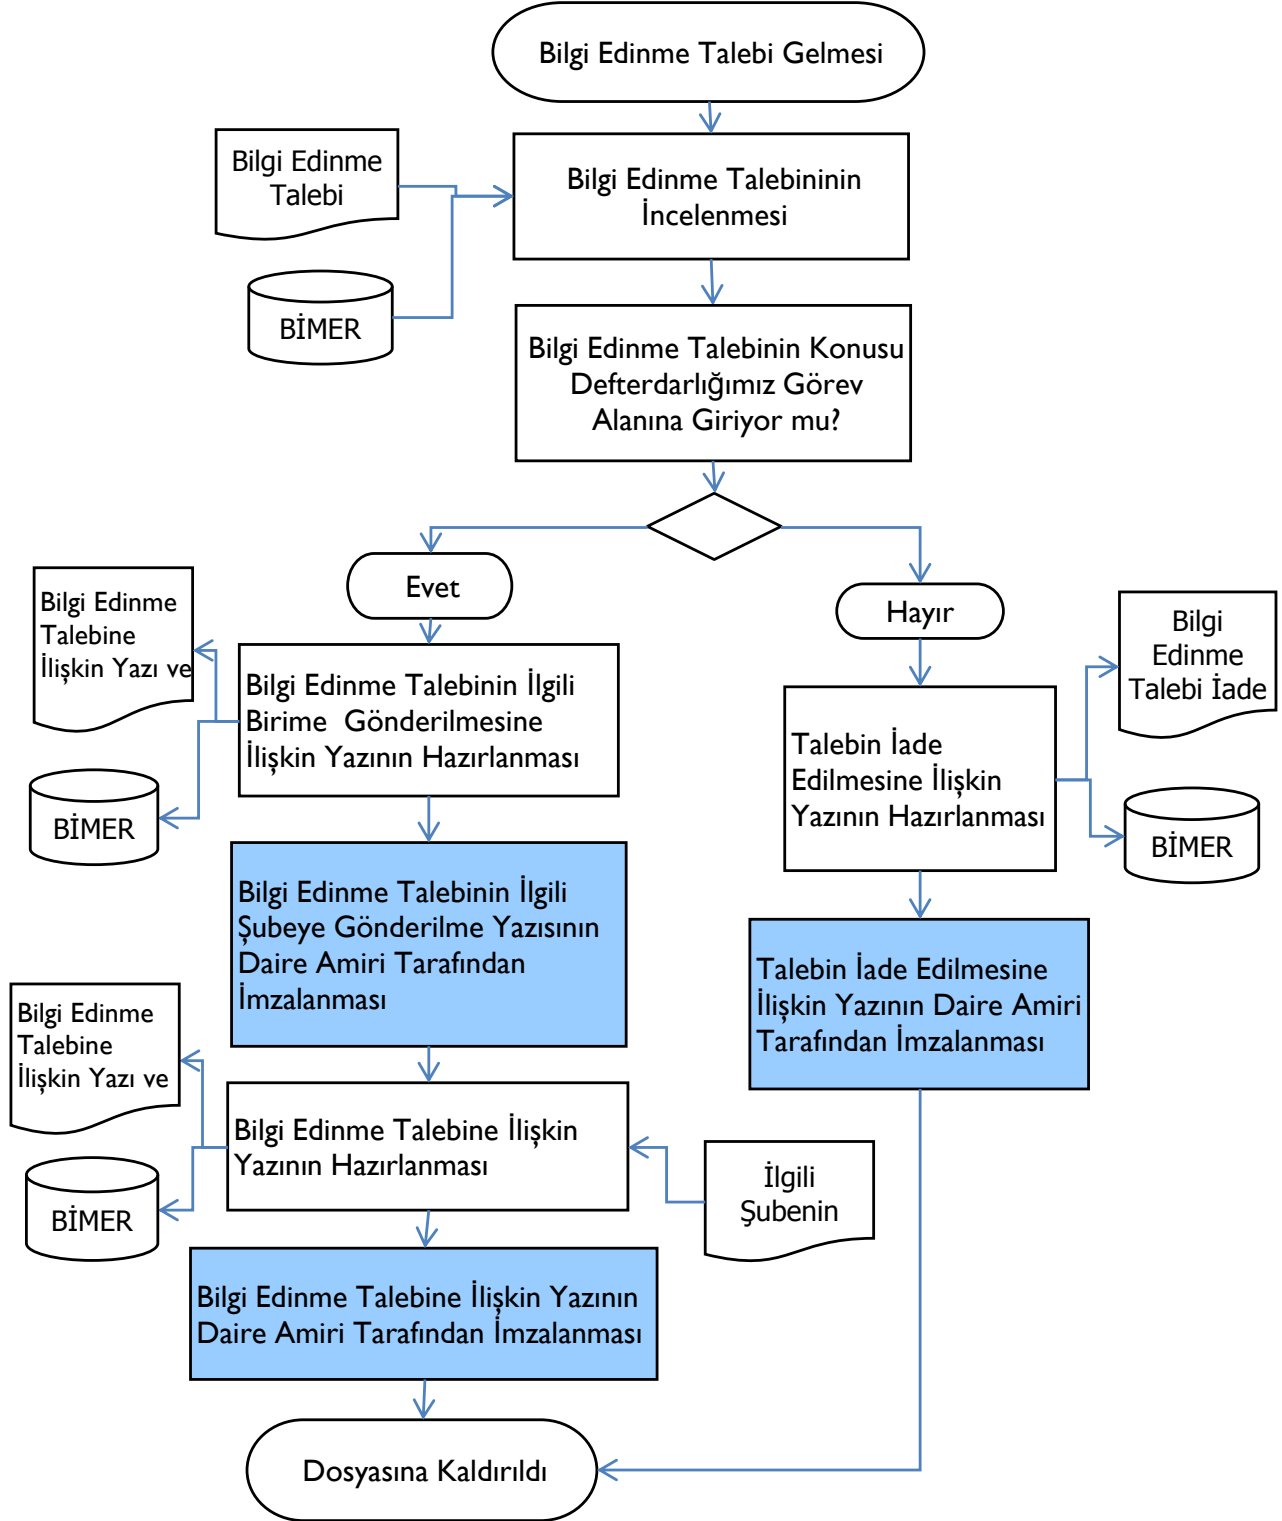 Bilgi Edinme Talebi Gelmesi
Bilgi Edinme
Talebi
Bilgi Edinme Talebininin
İncelenmesi
BİMER
Bilgi Edinme Talebinin Konusu
Defterdarlığımız Görev
Alanına Giriyor mu?
Evet
Hayır
Bilgi Edinme
Talebine
İlişkin Yazı ve
Bilgi
Edinme
Talebi İade
Bilgi Edinme Talebinin İlgili
Birime Gönderilmesine
İlişkin Yazının Hazırlanması
Talebin İade
Edilmesine İlişkin
Yazının Hazırlanması
BİMER
BİMER
Bilgi Edinme Talebinin İlgili
Şubeye Gönderilme Yazısının
Daire Amiri Tarafından
İmzalanması
Talebin İade Edilmesine
İlişkin Yazının Daire Amiri
Tarafından İmzalanması
Bilgi Edinme
Talebine
İlişkin Yazı ve
Bilgi Edinme Talebine İlişkin
Yazının Hazırlanması
İlgili
Şubenin
BİMER
Bilgi Edinme Talebine İlişkin Yazının
Daire Amiri Tarafından İmzalanması
Dosyasına Kaldırıldı